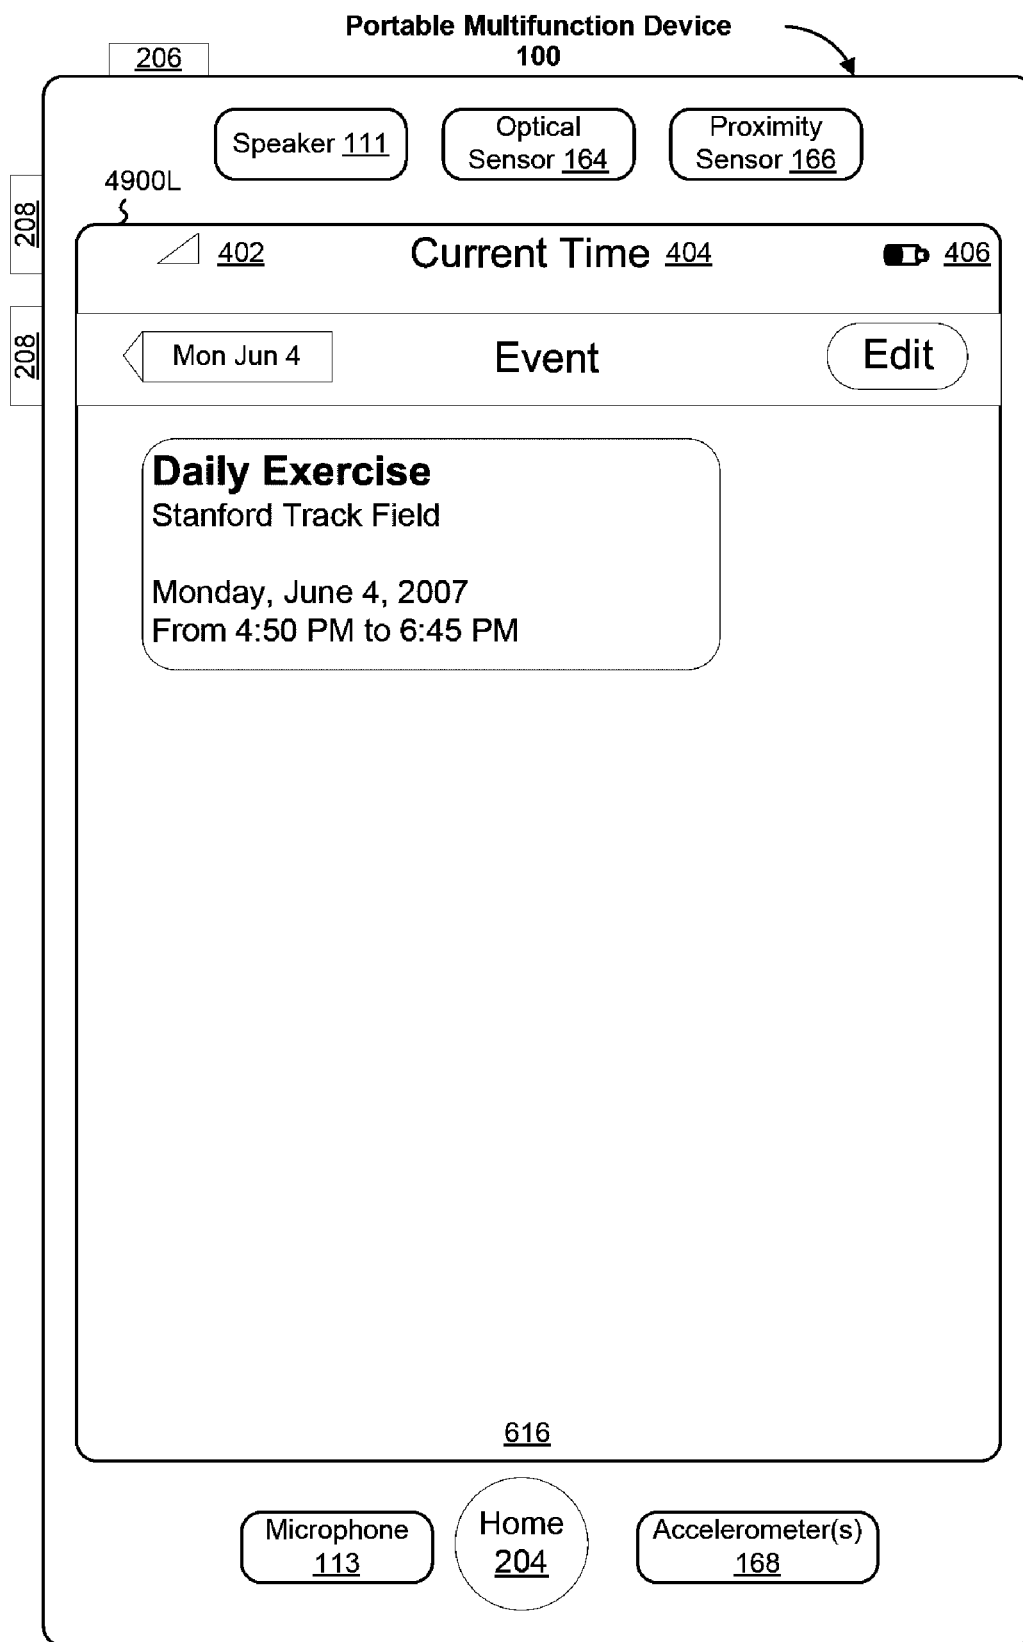 Portable Multifunction Device
100
206
Speaker 111
Optical
Sensor 164
Proximity
Sensor 166
4900L
208
402
Current Time 404
406
208
Mon Jun 4
Event
Edit
Daily Exercise
Stanford Track Field
Monday, June 4, 2007
From 4:50 PM to 6:45 PM
616
Microphone
113
Home
204
Accelerometer(s)
168